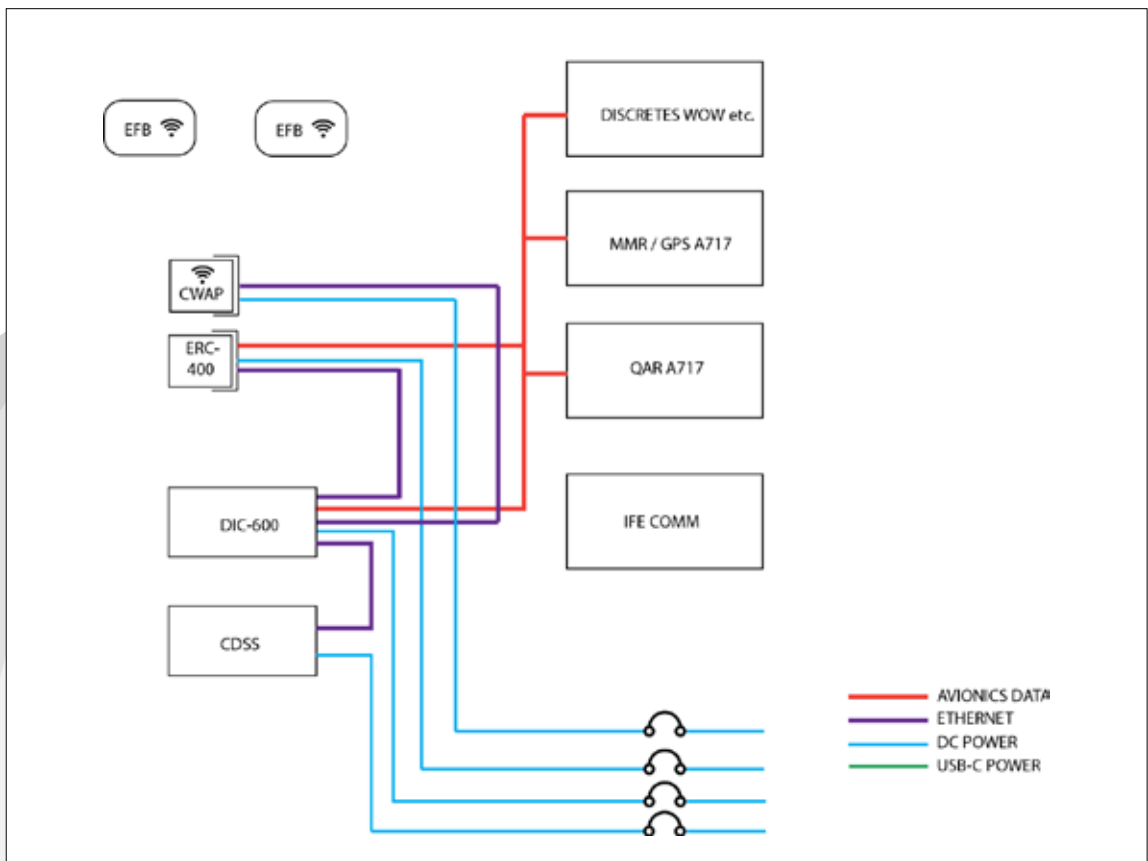 EFB
EFB
DISCRETES WOW etc.
MMR / GPS A717
CWAP
ERC-
400
QAR A717
DIC-600
IFE COMM
CDSS
AVIONICS DATA
ETHERNET
DC POWER
USB-C POWER